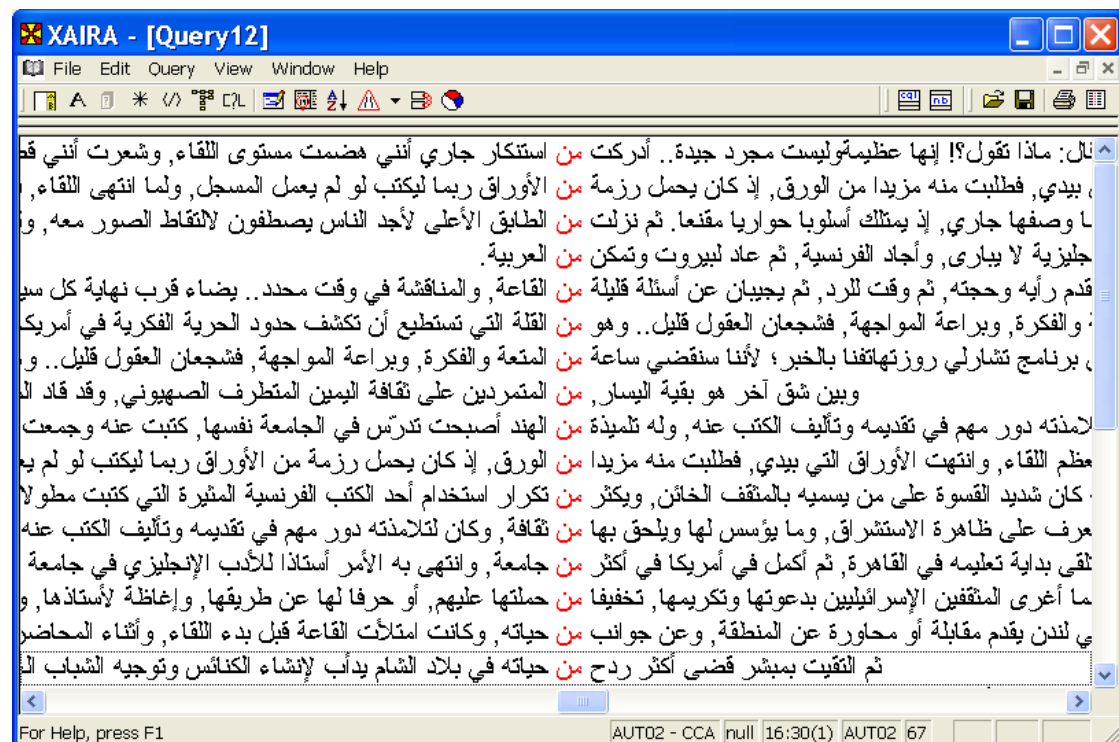 XAIRA - [Query12]
File Edit Query View Window Help
ماذا تقول؟! إنها عظيمةوليست مجرد جيدة.. أدركت من استنكار جاري أنني هضمت مستوى اللقاء, وشعرت أنني
بيدي, فطلبت منه مزيدا من الورق, إذ كان يحمل رزمة من الأوراق ربما ليكتب لو لم يعمل المسجل, ولما انتهى اللقاء,
وصفها جاري, إذ يمتلك أسلوبا حواريا مقنعا. ثم نزلت من الطابق الأعلى لأجد الناس يصطفون لالتقاط الصور معه,
جليزية لا يبارى, وأجاد الفرنسية, ثم عاد لبيروت وتمكن من العربية.
قدم رأيه وحجته, ثم وقت للرد, ثم يجيبان عن أسئلة قليلة من القاعة, والمناقشة في وقت محدد.. يضاء قرب نهاية كل
والفكرة, وبراعة المواجهة, فشجعان العقول قليل.. وهو من القلة التي تستطيع أن تكشف حدود الحرية الفكرية في أمريك
برنامج تشارلي روزتهاتفنا بالخبر؛ لأننا سنقضي ساعة من المتعة والفكرة, وبراعة المواجهة, فشجعان العقول قليل..
وبين شق آخر هو بقية اليسار, من المتمردين على ثقافة اليمين المتطرف الصهيوني, وقد قاد
لامذته دور مهم في تقديمه وتأليف الكتب عنه, وله تلميذة من الهند أصبحت تدرّس في الجامعة نفسها, كتبت عنه وجمعت
عظم اللقاء, وانتهت الأوراق التي بيدي, فطلبت منه مزيدا من الورق, إذ كان يحمل رزمة من الأوراق ربما ليكتب لو لم
كان شديد القسوة على من يسميه بالمثقف الخائن, ويكثر من تكرار استخدام أحد الكتب الفرنسية المثيرة التي كتبت مطولا
عرف على ظاهرة الاستشراق, وما يؤسس لها ويلحق بها من ثقافة, وكان لتلامذته دور مهم في تقديمه وتأليف الكتب عنه
تلقى بداية تعليمه في القاهرة, ثم أكمل في أمريكا في أكثر من جامعة, وانتهى به الأمر أستاذا للأدب الإنجليزي في جامعة
ما أغرى المثقفين الإسرائيليين بدعوتها وتكريمها, تخفيفا من حملتها عليهم, أو حرفا لها عن طريقها, وإغاظة لأستاذها,
ي لندن يقدم مقابلة أو محاورة عن المنطقة, وعن جوانب من حياته, وكانت امتلأت القاعة قبل بدء اللقاء, وأثناء المحاضر
ثم التقيت بمبشر قضى أكثر ردح من حياته في بلاد الشام يدأب لإنشاء الكنائس وتوجيه الشباب
For Help, press F1 AUT02 - CCA null 16:30(1) AUT02 67